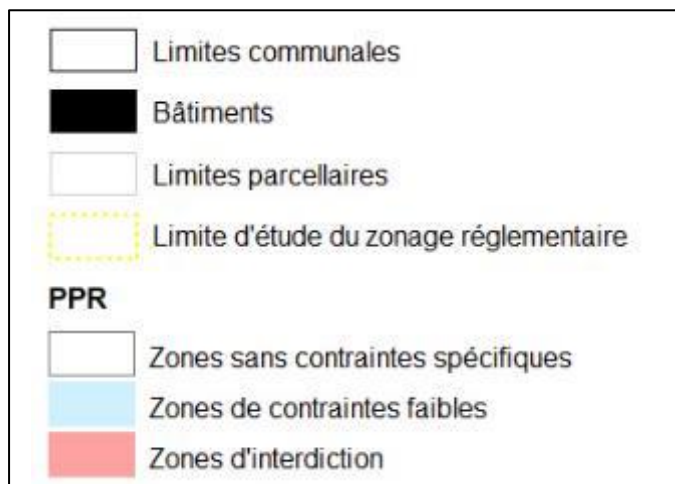 Limites communales
Bâtiments
Limites parcellaires
Limite d'étude du zonage réglementaire
PPR
Zones sans contraintes spécifiques
Zones de contraintes faibles
Zones d'interdiction